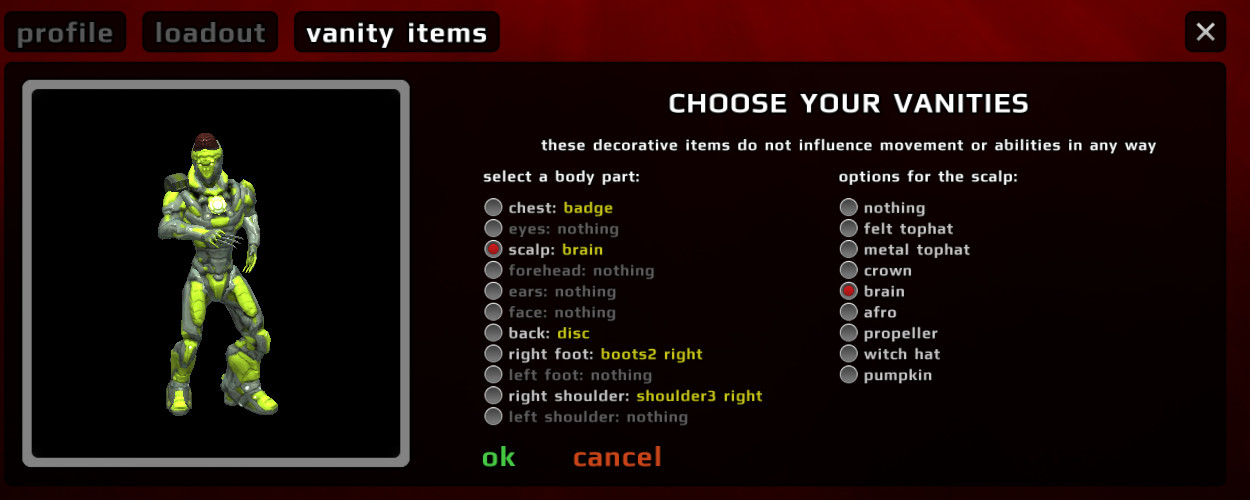 profile loadout vanity items
CHOOSE YOUR VANITIES
these decorative items do not influence movement or abilities in any way
select a body part:
chest: badge
eyes: nothing
scalp: brain
forehead: nothing
ears: nothing
face: nothing
back: disc
right foot: boots2 right
left foot: nothing
right shoulder: shoulder3 right
left shoulder: nothing
options for the scalp:
nothing
felt tophat
metal tophat
crown
brain
afro
propeller
witch hat
pumpkin
ok cancel